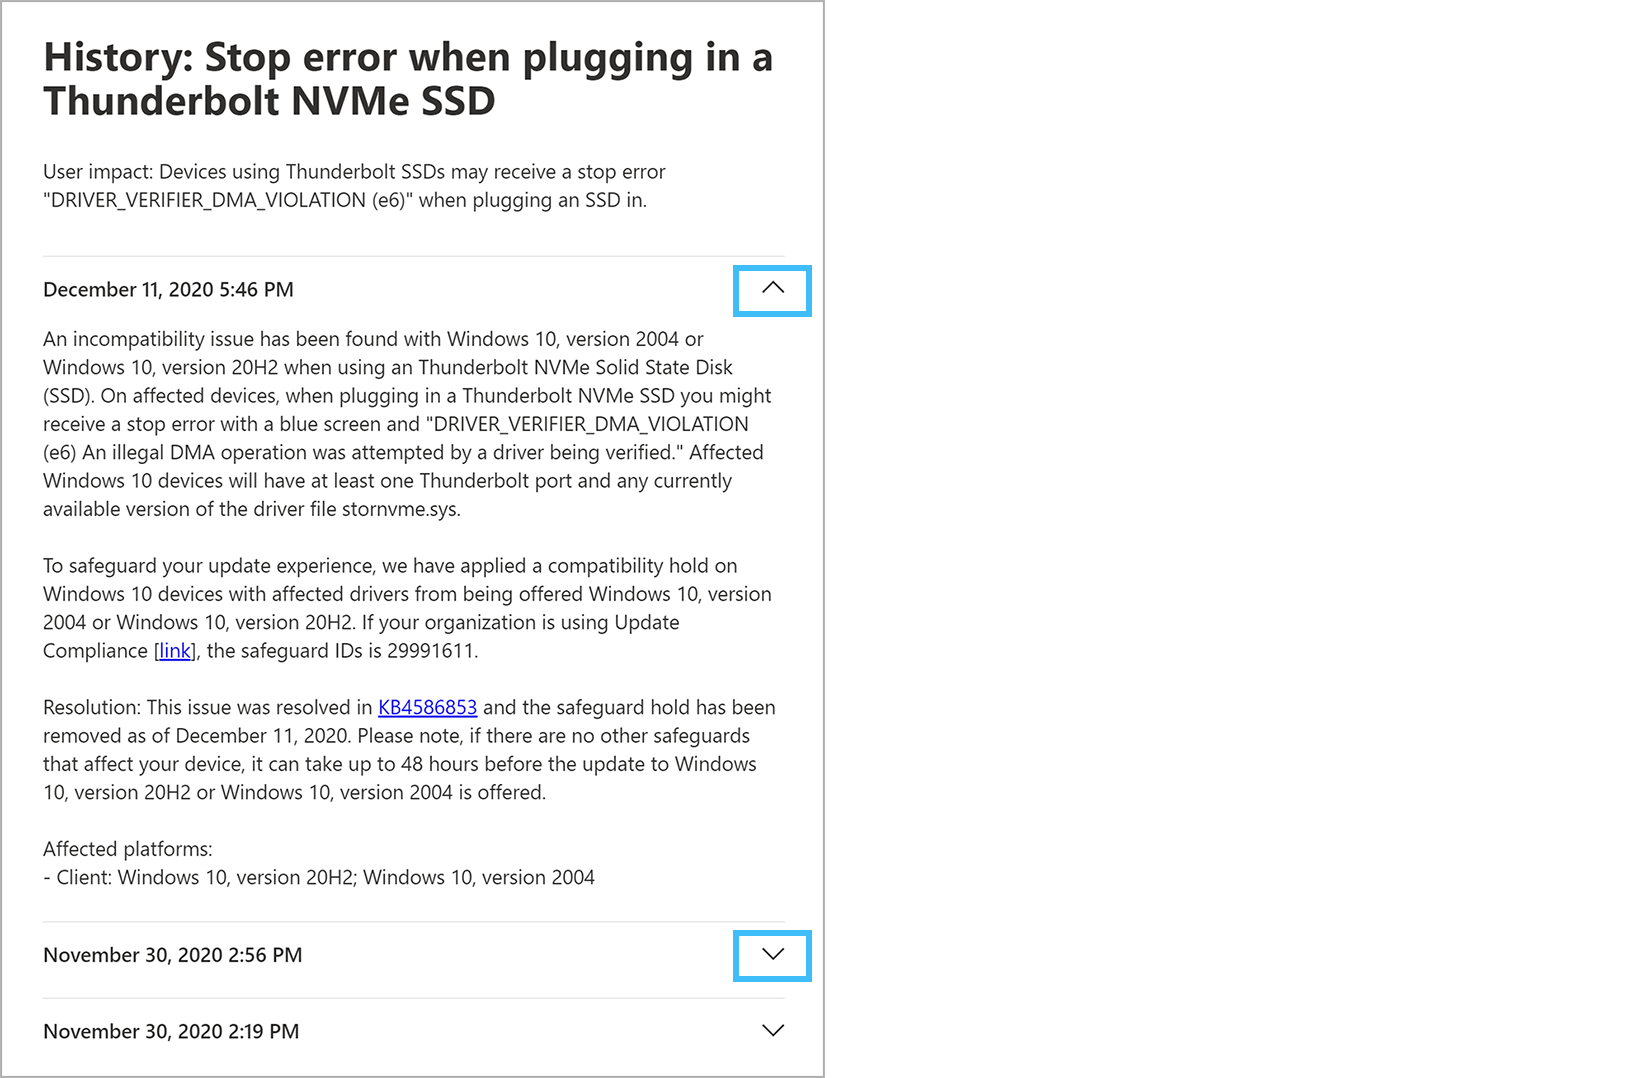 History: Stop error when plugging in a
Thunderbolt NVMe SSD
User impact: Devices using Thunderbolt SSDs may receive a stop error
"DRIVER_VERIFIER_DMA_VIOLATION (e6)" when plugging an SSD in.
December 11, 2020 5:46 PM
An incompatibility issue has been found with Windows 10, version 2004 or
Windows 10, version 20H2 when using an Thunderbolt NVMe Solid State Disk
(SSD). On affected devices, when plugging in a Thunderbolt NVMe SSD you might
receive a stop error with a blue screen and "DRIVER_VERIFIER_DMA_VIOLATION
(e6) An illegal DMA operation was attempted by a driver being verified." Affected
Windows 10 devices will have at least one Thunderbolt port and any currently
available version of the driver file stornvme.sys.
To safeguard your update experience, we have applied a compatibility hold on
Windows 10 devices with affected drivers from being offered Windows 10, version
2004 or Windows 10, version 20H2. If your organization is using Update
Compliance [link], the safeguard IDs is 29991611.
Resolution: This issue was resolved in KB4586853 and the safeguard hold has been
removed as of December 11, 2020. Please note, if there are no other safeguards
that affect your device, it can take up to 48 hours before the update to Windows
10, version 20H2 or Windows 10, version 2004 is offered.
Affected platforms:
- Client: Windows 10, version 20H2; Windows 10, version 2004
November 30, 2020 2:56 PM
November 30, 2020 2:19 PM